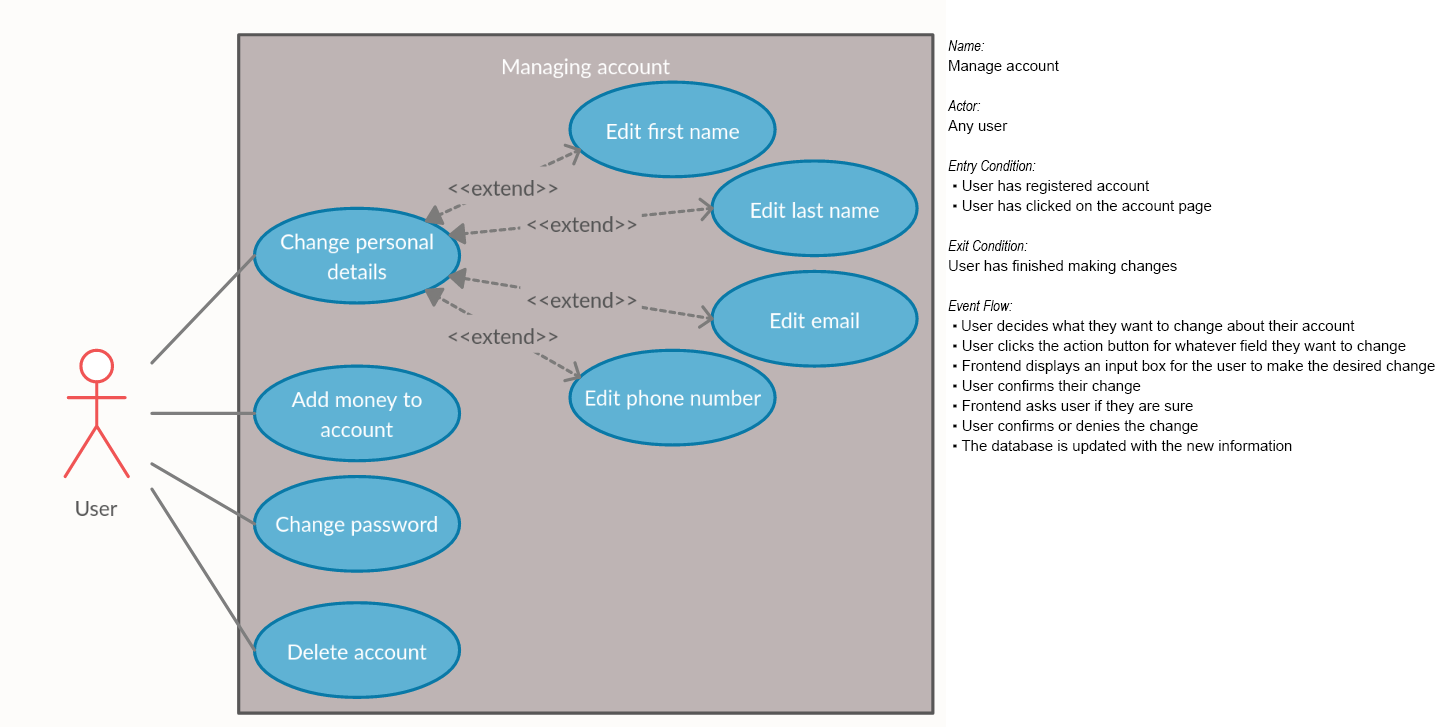 Managing account
Edit first name
<<extend>>
Edit last name
<<extend>>
Change personal
details
<<extend>>
Edit email
<<extend>>
Add money to
account
Edit phone number
User
Change password
Delete account
Name:
Manage account
Actor:
Any user
Entry Condition:
▪ User has registered account
▪ User has clicked on the account page
Exit Condition:
User has finished making changes
Event Flow:
▪ User decides what they want to change about their account
▪ User clicks the action button for whatever field they want to change
▪ Frontend displays an input box for the user to make the desired change
▪ User confirms their change
▪ Frontend asks user if they are sure
▪ User confirms or denies the change
▪ The database is updated with the new information